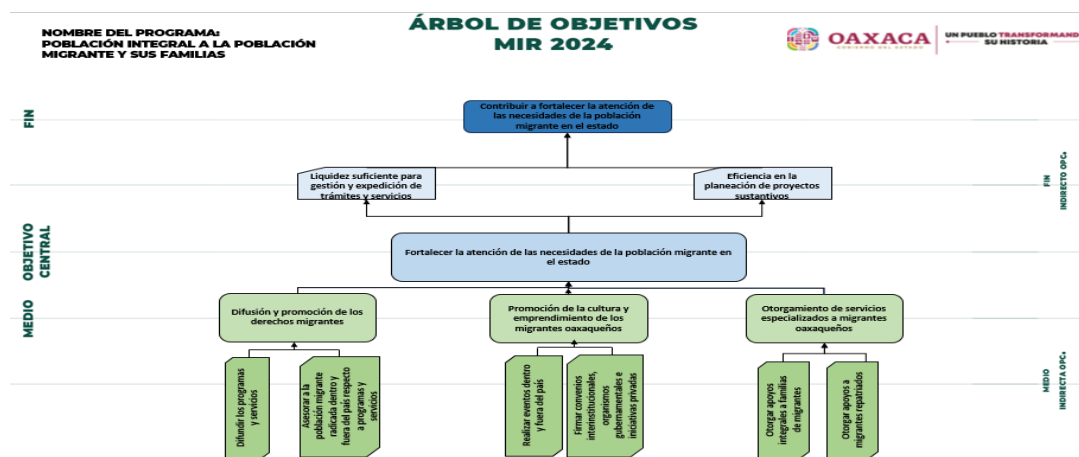 ÁRBOL DE OBJETIVOS
MIR 2024
NOMBRE DEL PROGRAMA:
POBLACIÓN INTEGRAL A LA POBLACIÓN
MIGRANTE Y SUS FAMILIAS
OAXACA
GOBIERNO DEL ESTADO
UN PUEBLO TRANSFORMAND
SU HISTORIA
FIN
Contribuir a fortalecer la atención de
las necesidades de la población
migrante en el estado
Liquidez suficiente para
gestión y expedición de
trámites y servicios
Eficiencia en la
planeación de proyectos
sustantivos
FIN
INDIRECTO OPC.
OBJETIVO
CENTRAL
Fortalecer la atención de las necesidades de la población migrante en
el estado
MEDIO
Difusión y promoción de los
derechos migrantes
Promoción de la cultura y
emprendimiento de los
migrantes oaxaqueños
Otorgamiento de servicios
especializados a migrantes
oaxaqueños
Difundir los programas
y servicios
Asesorar a la
población migrante
radicada dentro y
fuera del país respecto
a programas y
servicios
Realizar eventos dentro
y fuera del país
Firmar convenios
interinstitucionales,
organismos
gubernamentales e
iniciativas privadas
Otorgar apoyos
integrales a familias
de migrantes
Otorgar apoyos a
migrantes repatriados
MEDIO
INDIRECTA OPC.